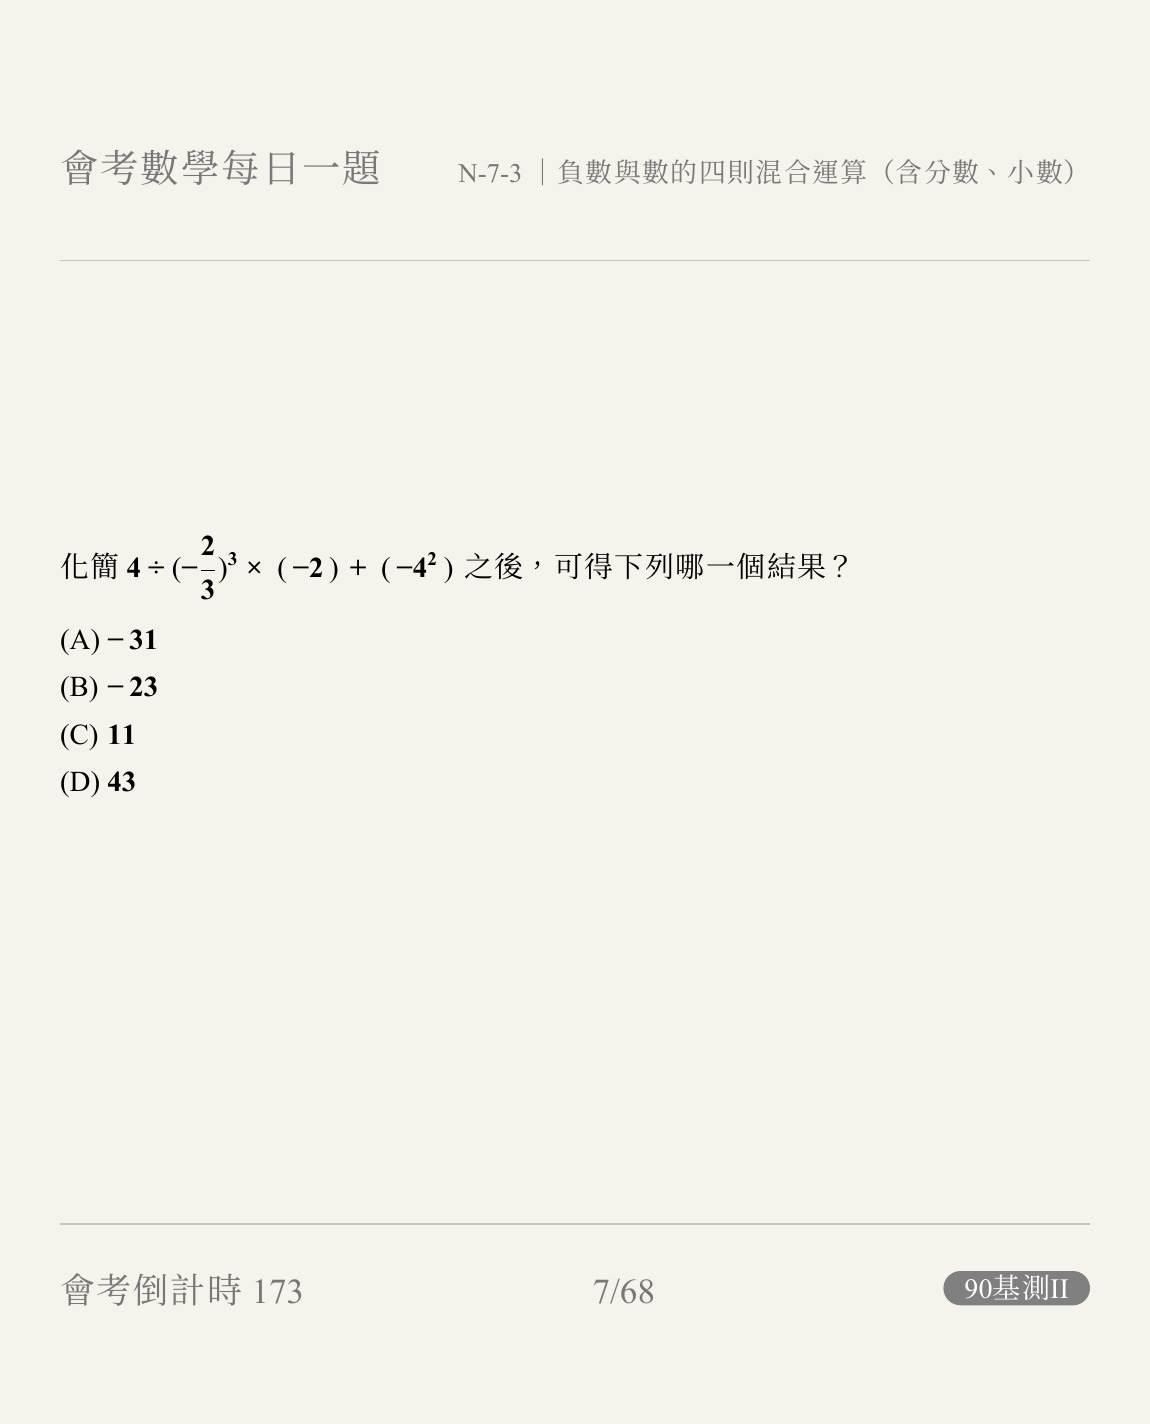 會考數學每日一題
N-7-3｜負數與數的四則混合運算（含分數、小數）
化簡 4 ÷ (−2/3)³ × ( −2 ) + ( −4² ) 之後，可得下列哪一個結果？
(A) −31
(B) −23
(C) 11
(D) 43
會考倒計時 173
7/68
90基測II